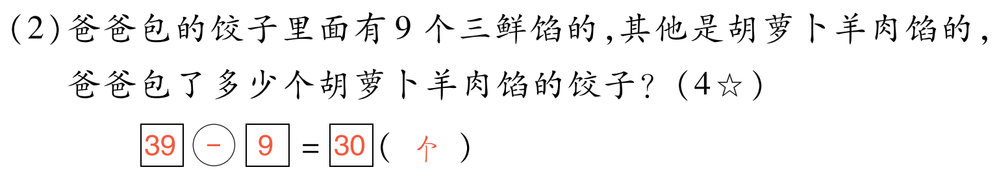 (2)爸爸包的饺子里面有9个三鲜馅的,其他是胡萝卜羊肉馅的,
爸爸包了多少个胡萝卜羊肉馅的饺子?(4☆)
39－9=30(个)